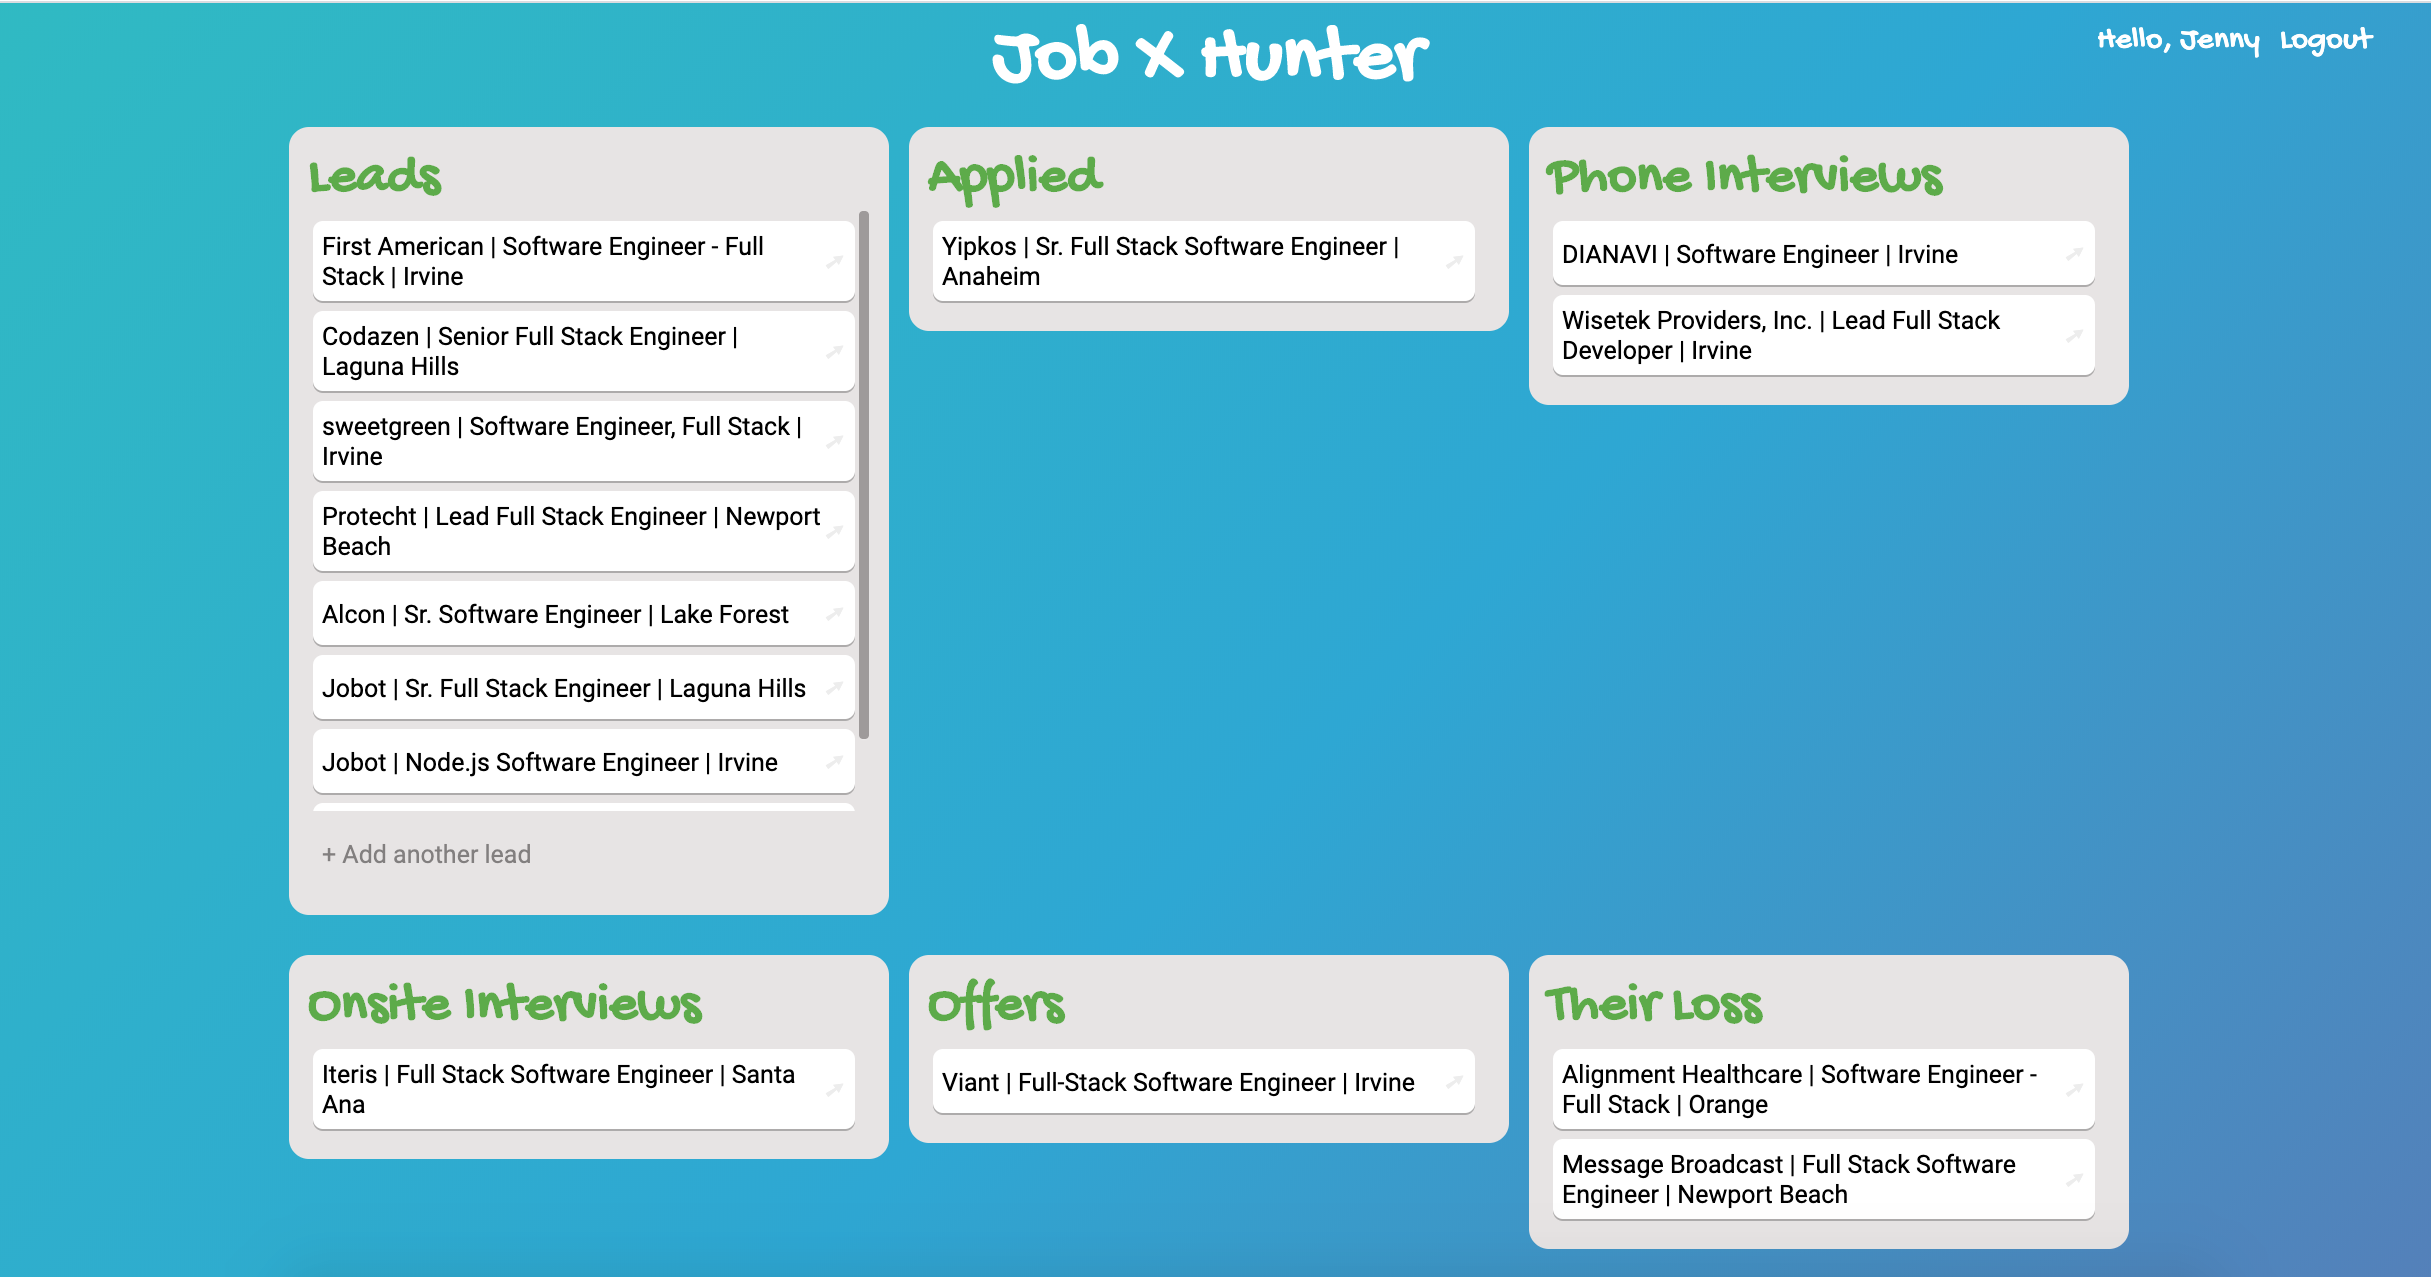 Job X Hunter
Hello, Jenny Logout
Leads
First American | Software Engineer - Full
Stack | Irvine
Codazen | Senior Full Stack Engineer |
Laguna Hills
sweetgreen | Software Engineer, Full Stack |
Irvine
Protecht | Lead Full Stack Engineer | Newport
Beach
Alcon | Sr. Software Engineer | Lake Forest
Jobot | Sr. Full Stack Engineer | Laguna Hills
Jobot | Node.js Software Engineer | Irvine
+ Add another lead
Applied
Yipkos | Sr. Full Stack Software Engineer |
Anaheim
Phone Interviews
DIANAVI | Software Engineer | Irvine
Wisetek Providers, Inc. | Lead Full Stack
Developer | Irvine
Onsite Interviews
Iteris | Full Stack Software Engineer | Santa
Ana
Offers
Viant | Full-Stack Software Engineer | Irvine
Their Loss
Alignment Healthcare | Software Engineer -
Full Stack | Orange
Message Broadcast | Full Stack Software
Engineer | Newport Beach